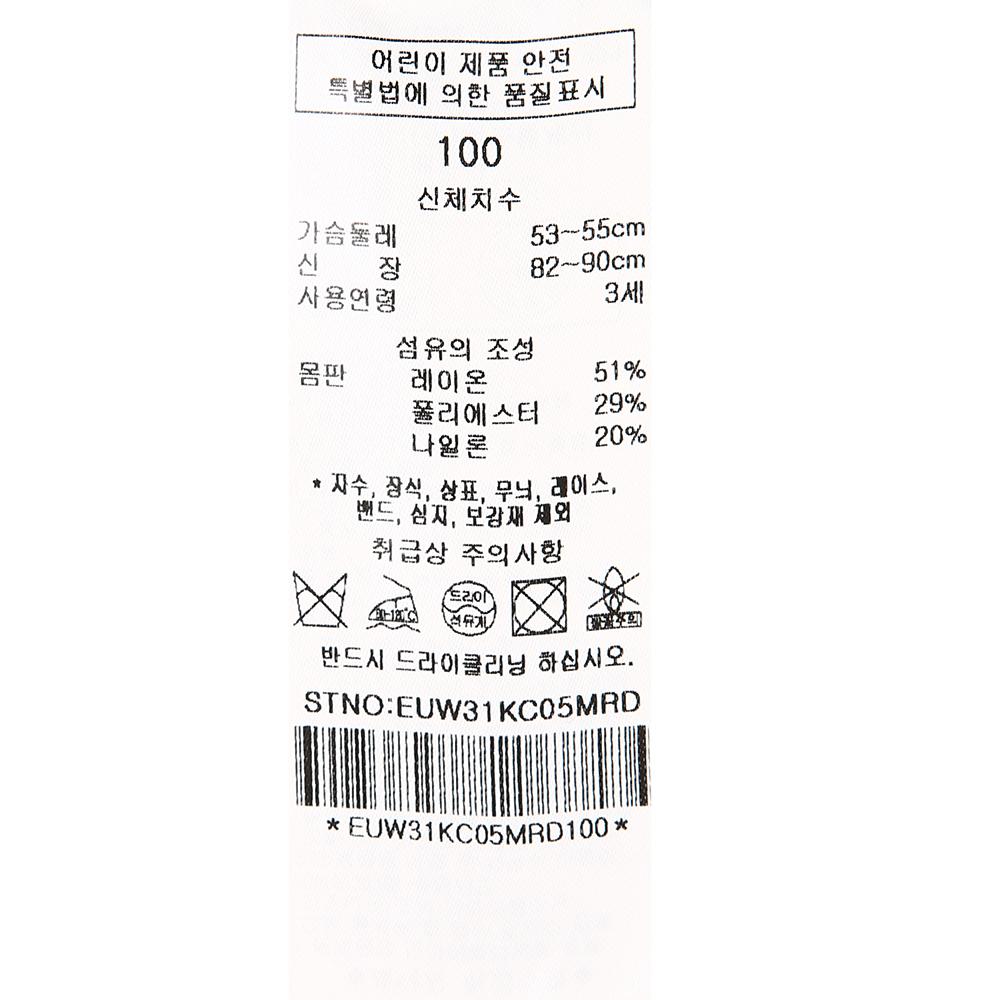 어린이 제품 안전
특별법에 의한 품질표시
100
신체치수
가슴둘레 53~55cm
신 장 82~90cm
사용연령 3세
섬유의 조성
몸판 레이온 51%
폴리에스터 29%
나일론 20%
* 자수, 장식, 상표, 무늬, 레이스,
밴드, 심지, 보강재 제외
취급상 주의사항
드라이
석유계
반드시 드라이클리닝 하십시오.
STNO:EUW31KC05MRD
*EUW31KC05MRD100*